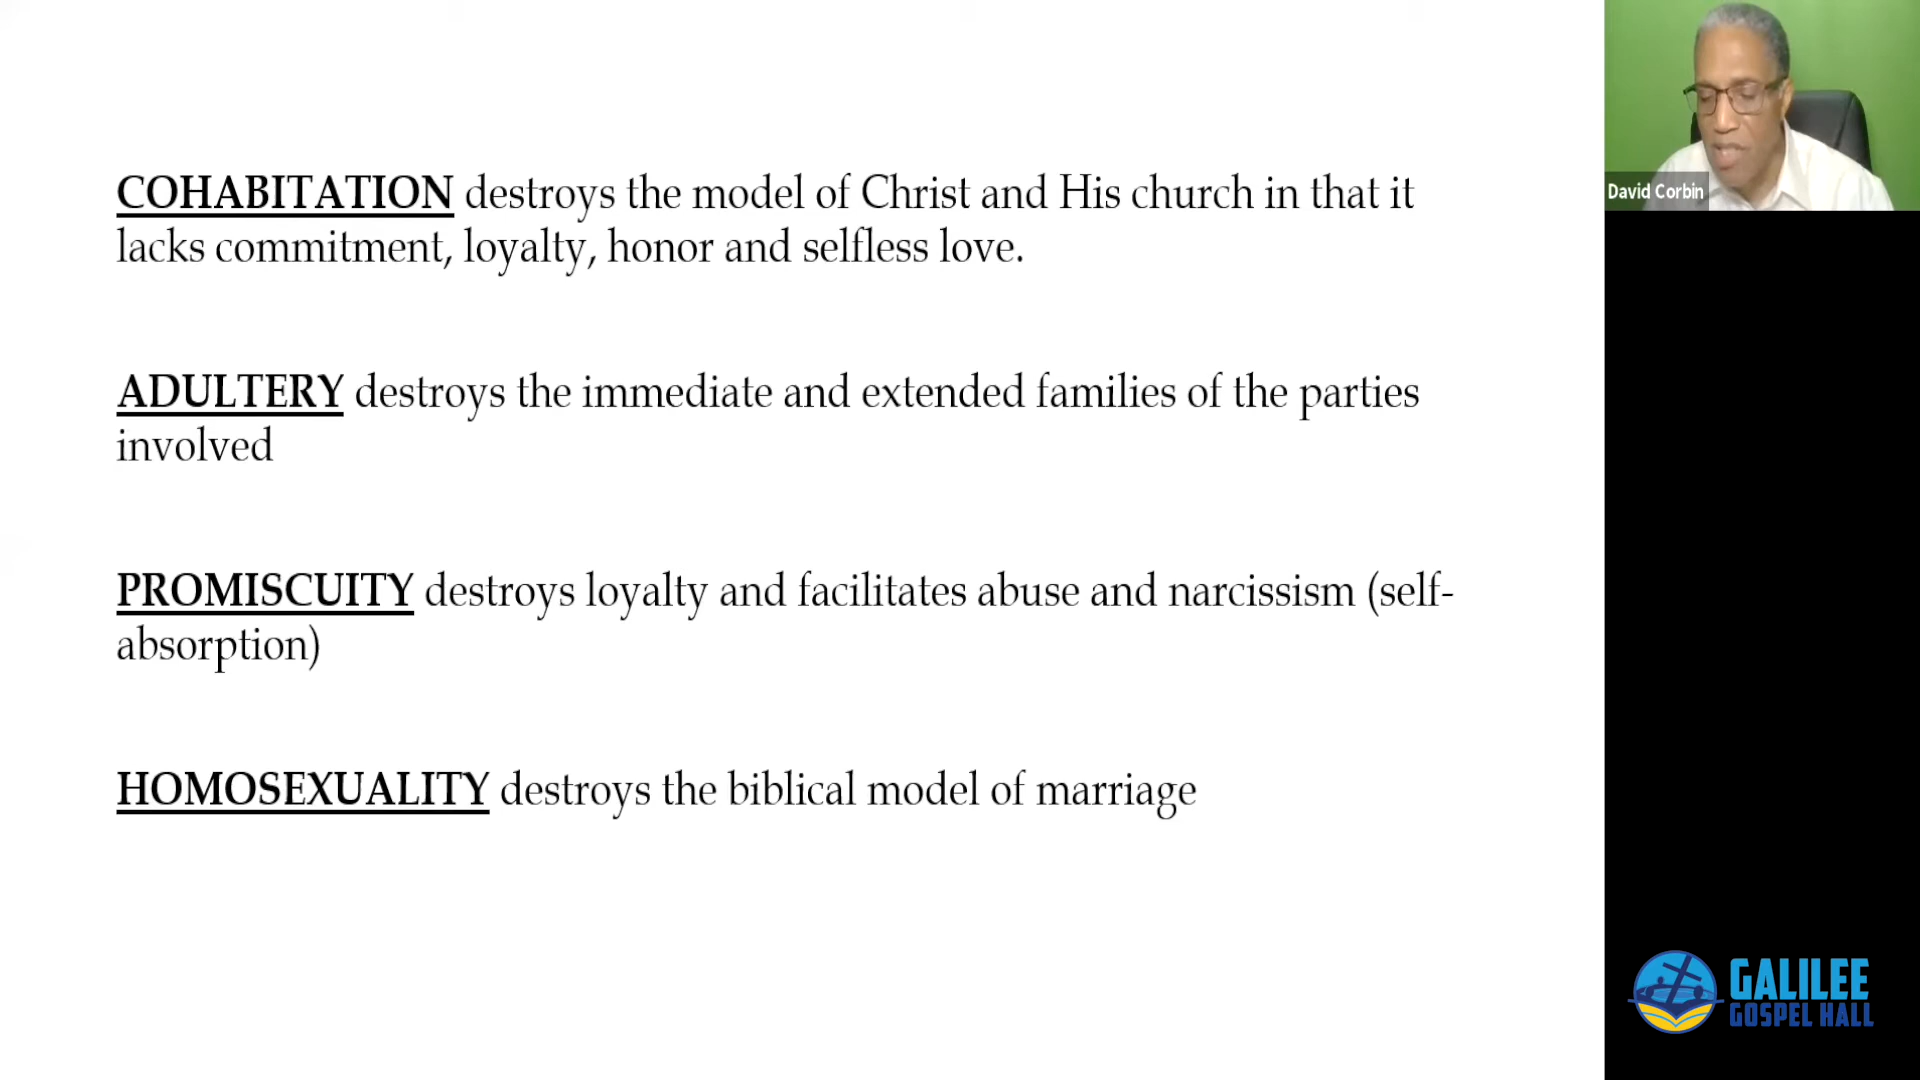 COHABITATION destroys the model of Christ and His church in that it
lacks commitment, loyalty, honor and selfless love.
ADULTERY destroys the immediate and extended families of the parties
involved
PROMISCUITY destroys loyalty and facilitates abuse and narcissism (self-
absorption)
HOMOSEXUALITY destroys the biblical model of marriage
David Corbin
GALILEE
GOSPEL HALL